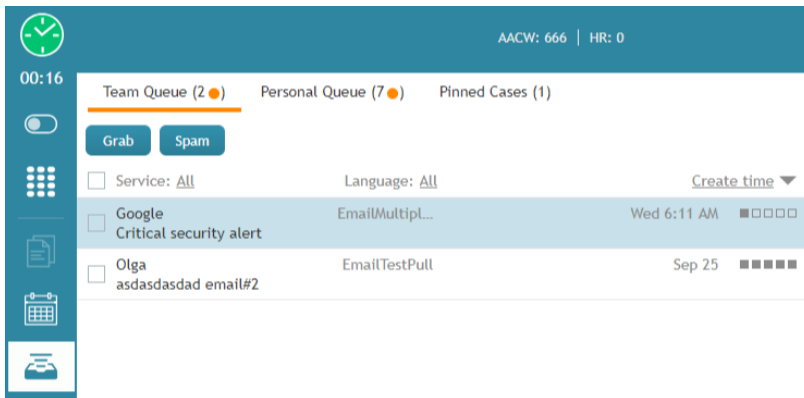 AACW: 666 | HR: 0
00:16
Team Queue (2 ) Personal Queue (7 ) Pinned Cases (1)
Grab Spam
Service: All Language: All Create time
Google EmailMultipl... Wed 6:11 AM
Critical security alert
Olga EmailTestPull Sep 25
asdasdasdad email#2